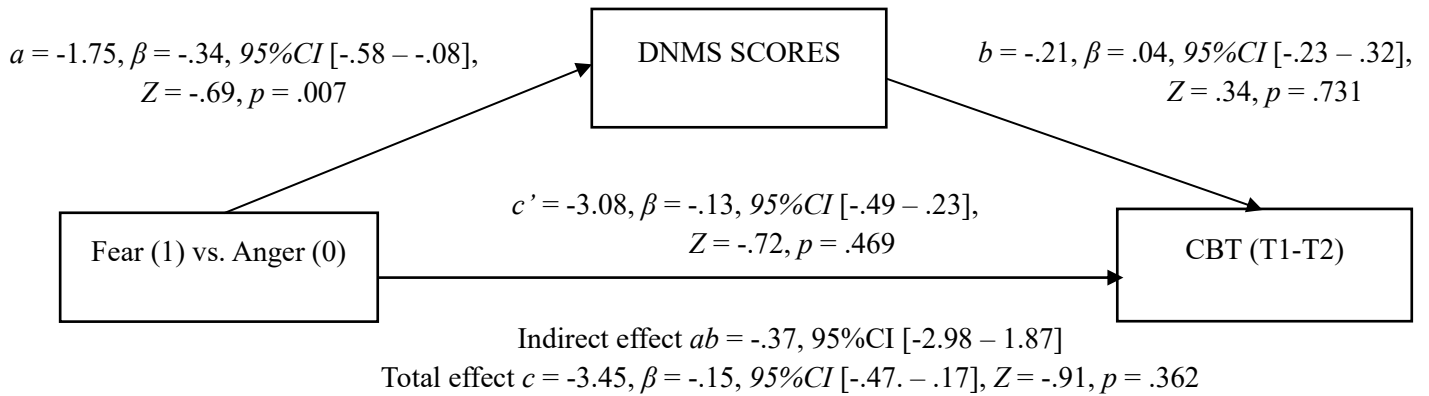 a = -1.75, β = -.34, 95%CI [-.58 – -.08],
Z = -.69, p = .007
DNMS SCORES
b = -.21, β = .04, 95%CI [-.23 – .32],
Z = .34, p = .731
c’ = -3.08, β = -.13, 95%CI [-.49 – .23],
Z = -.72, p = .469
Fear (1) vs. Anger (0)
CBT (T1-T2)
Indirect effect ab = -.37, 95%CI [-2.98 – 1.87]
Total effect c = -3.45, β = -.15, 95%CI [-.47. – .17], Z = -.91, p = .362